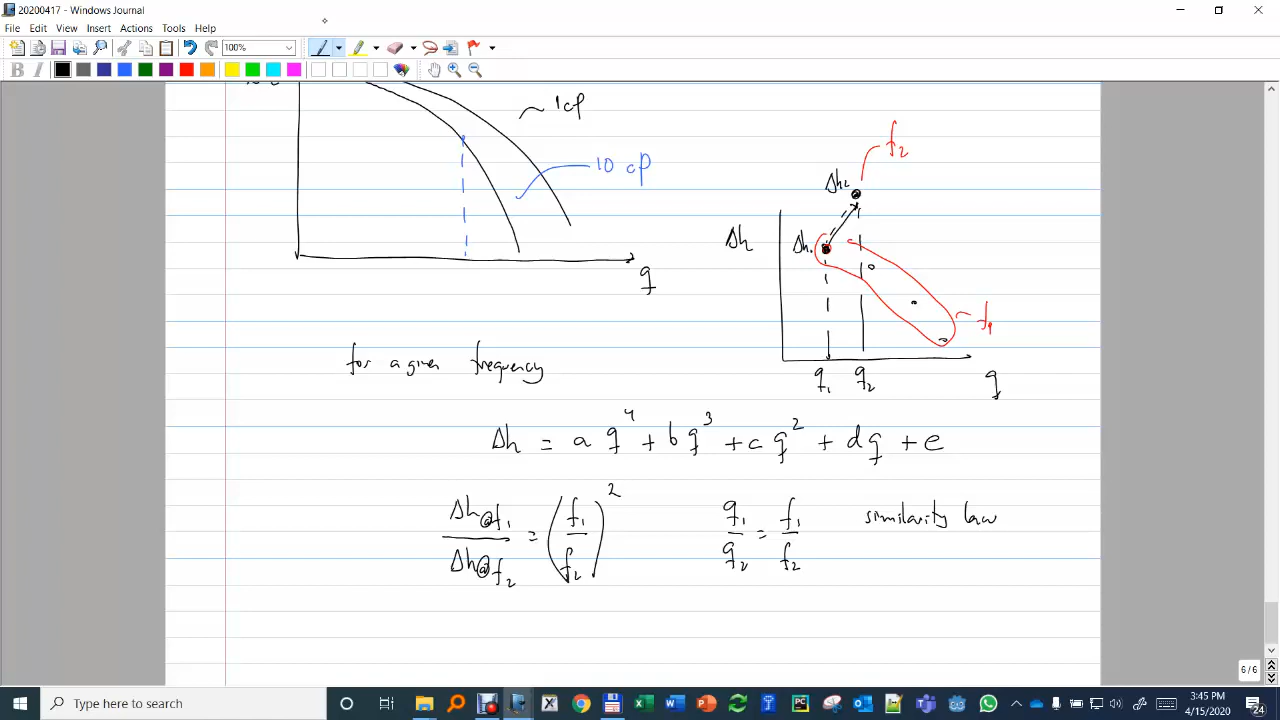 20200417 - Windows Journal
File Edit View Insert Actions Tools Help
100%
1 cP
10 cP
q
f2
Δh2
Δh
Δh1
f1
q1 q2
q
for a given frequency
Δh = a q^4 + b q^3 + c q^2 + d q + e
Δh@f1 / Δh@f2 = (f1 / f2)^2
q1 / q2 = f1 / f2
similarity law
6 / 6
Type here to search
3:45 PM
4/15/2020
24